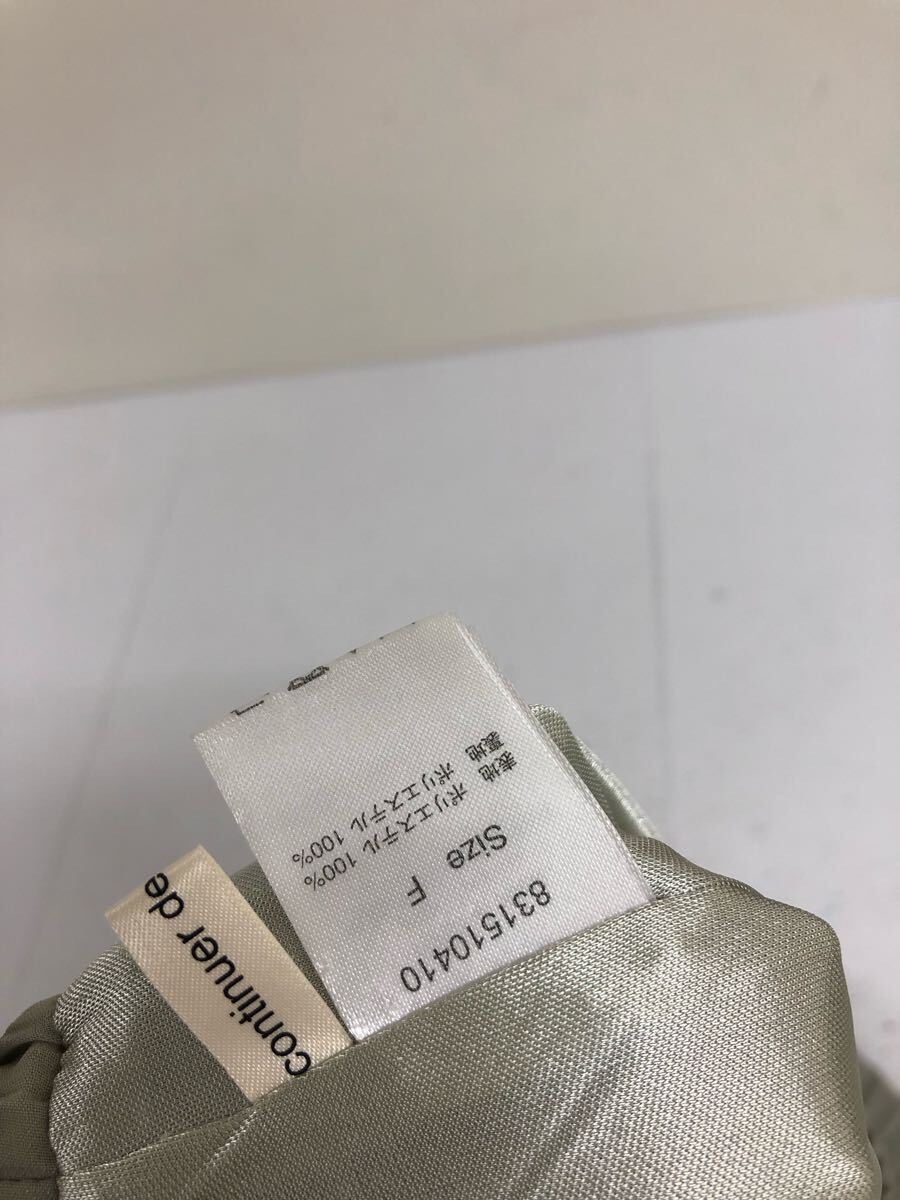 831510410
Size F
表地 ポリエステル 100%
裏地 ポリエステル 100%
continuer de